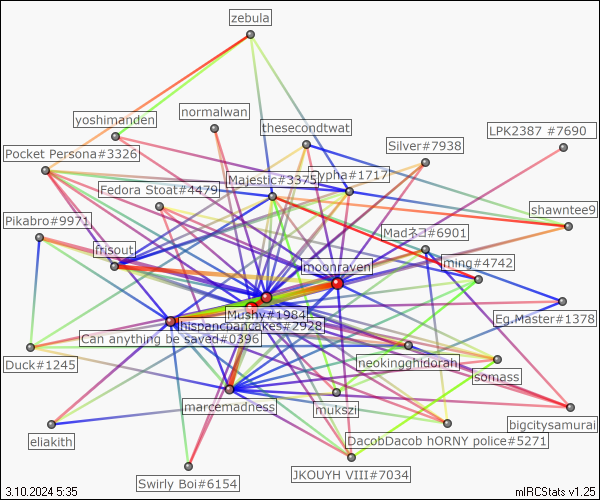 zebula
yoshimanden
normalwan
thesecondtwat
Silver#7938
LPK2387 #7690
Pocket Persona#3326
Fedora Stoat#4479
Majestic#3375
hypha#1717
shawntee9
Pikabro#9971
Madネコ#6901
frisout
moonraven
ming#4742
Mushy#1984
Eg.Master#1378
hispancpancakes#2928
Can anything be saved#0396
Duck#1245
neokingghidorah
somass
marcemadness
mukszi
bigcitysamurai
eliakith
DacobDacob hORNY police#5271
Swirly Boi#6154
JKOUYH VIII#7034
3.10.2024 5:35
mIRCStats v1.25